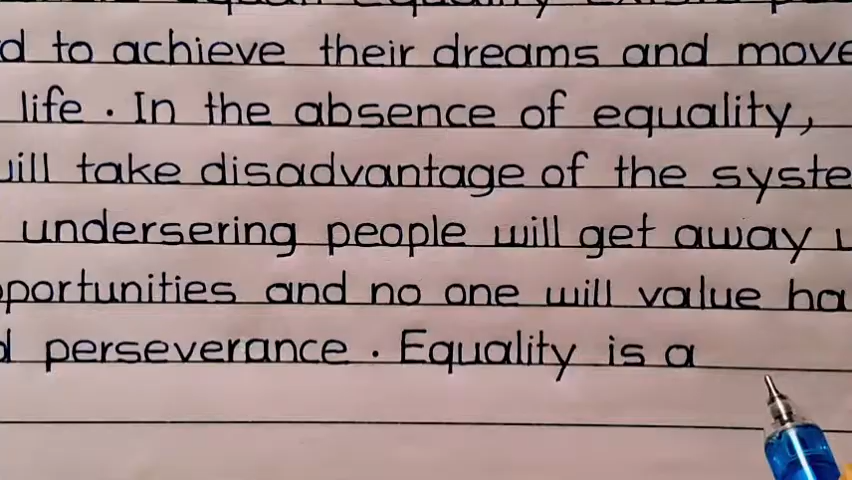 d to achieve their dreams and move
life . In the absence of equality,
will take disadvantage of the syste
undersering people will get away
pportunities and no one will value ha
perseverance . Equality is a